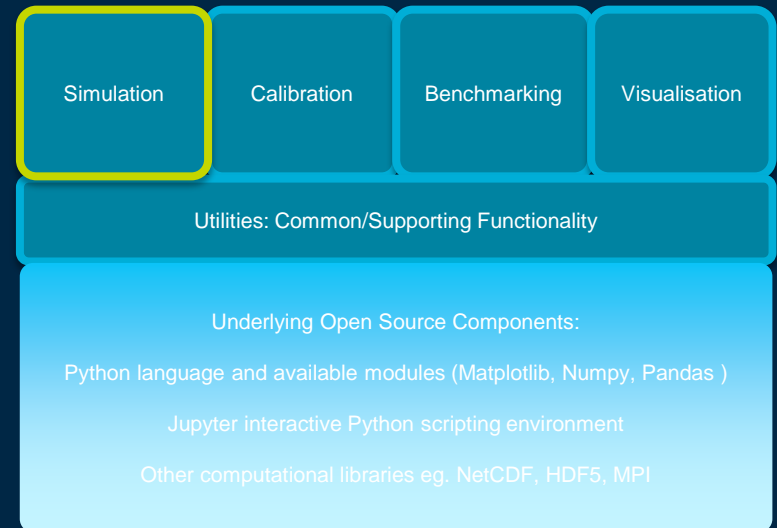 Simulation
Calibration
Benchmarking
Visualisation
Utilities: Common/Supporting Functionality
Underlying Open Source Components:
Python language and available modules (Matplotlib, Numpy, Pandas )
Jupyter interactive Python scripting environment
Other computational libraries eg. NetCDF, HDF5, MPI